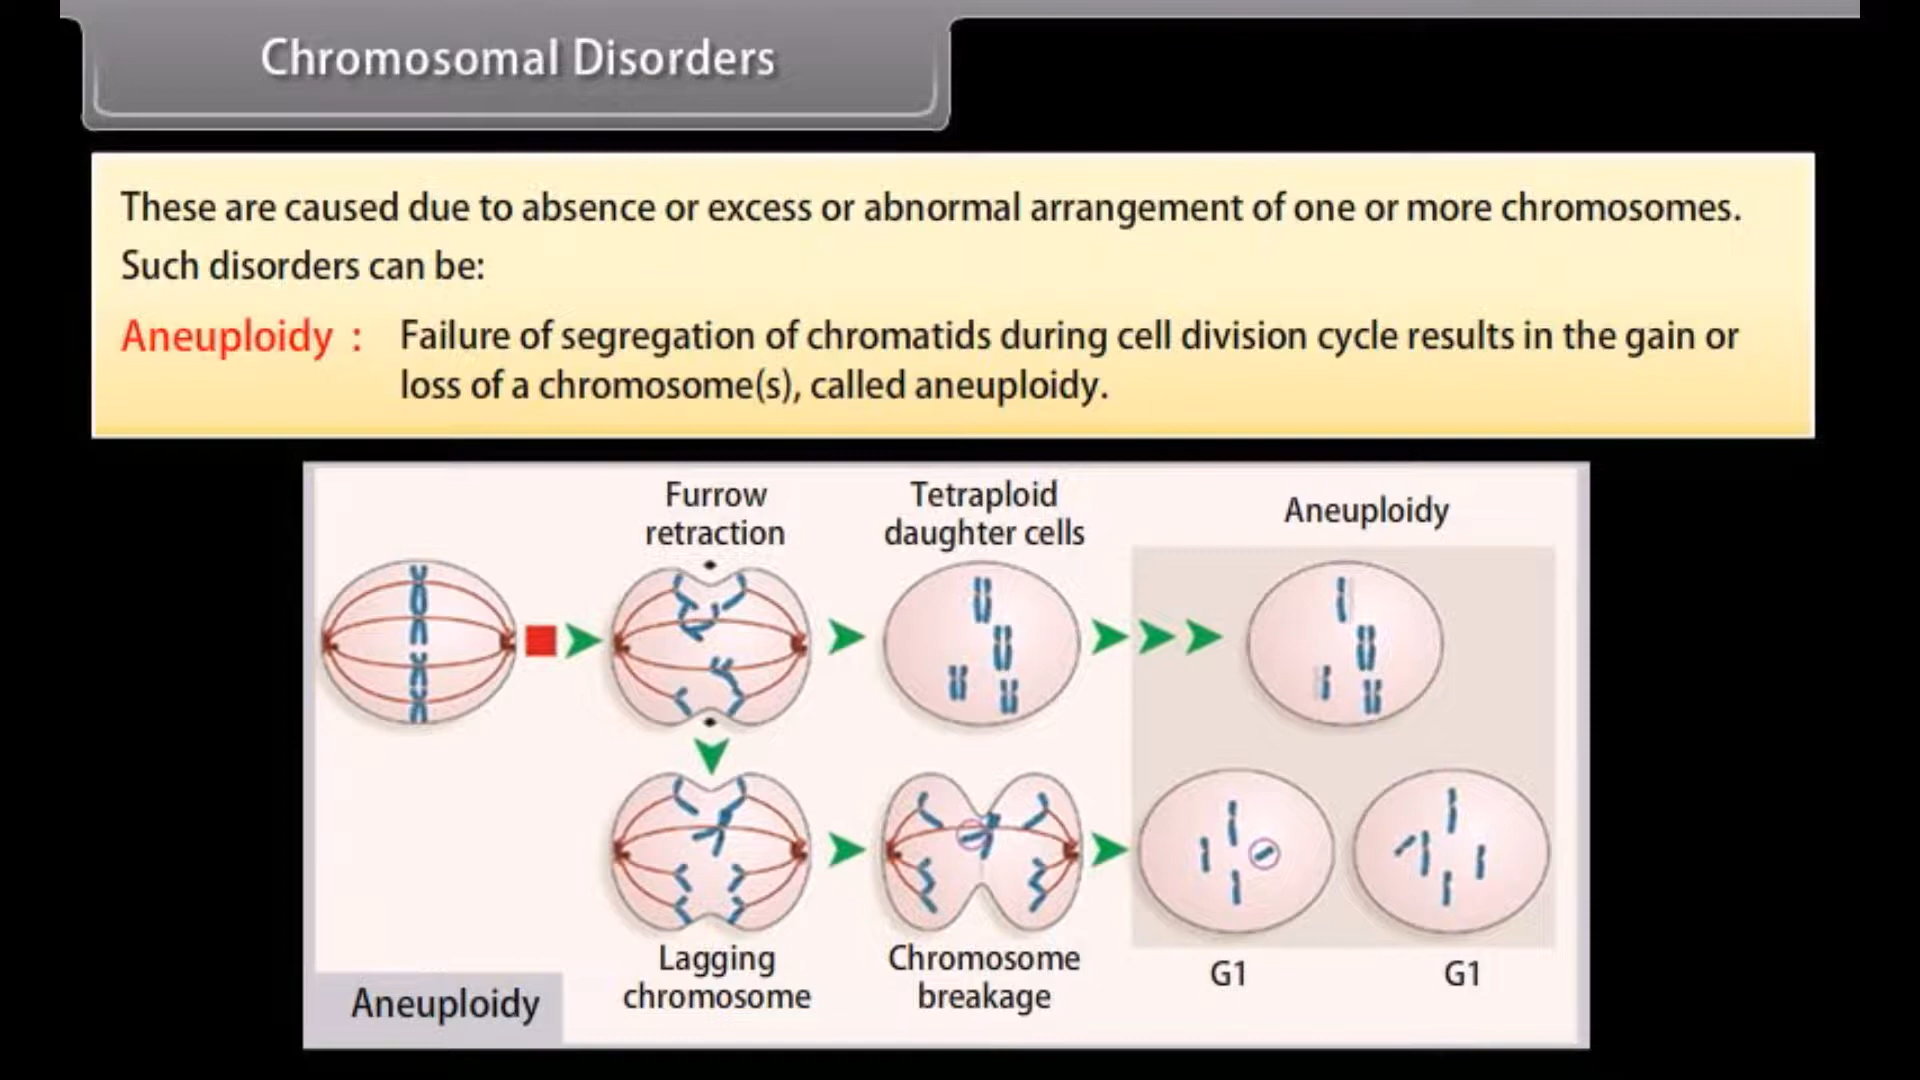 Chromosomal Disorders
These are caused due to absence or excess or abnormal arrangement of one or more chromosomes.
Such disorders can be:
Aneuploidy : Failure of segregation of chromatids during cell division cycle results in the gain or
loss of a chromosome(s), called aneuploidy.
Furrow
retraction
Tetraploid
daughter cells
Aneuploidy
Lagging
chromosome
Chromosome
breakage
G1
G1
Aneuploidy